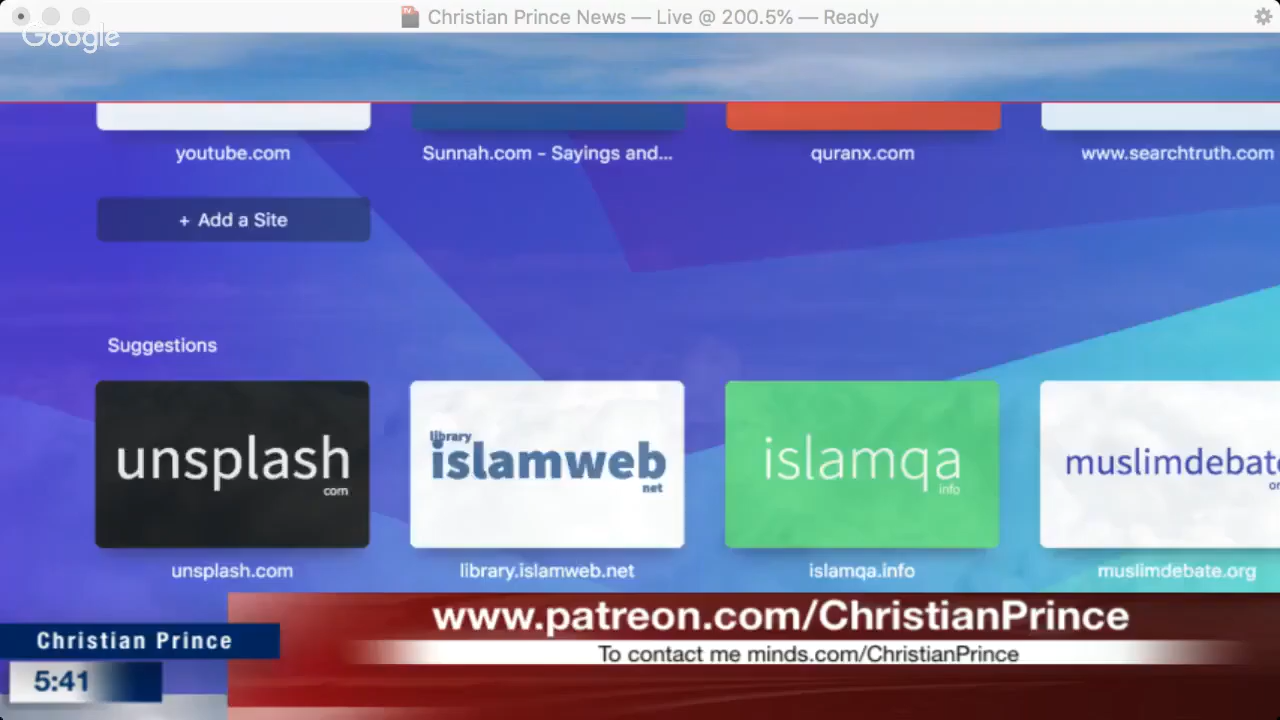 Christian Prince News — Live @ 200.5% — Ready
Google
youtube.com
Sunnah.com - Sayings and...
quranx.com
www.searchtruth.com
+ Add a Site
Suggestions
unsplash
com
library
islamweb
net
islamqa
info
muslimdebate
or
unsplash.com
library.islamweb.net
islamqa.info
muslimdebate.org
www.patreon.com/ChristianPrince
Christian Prince
To contact me minds.com/ChristianPrince
5:41